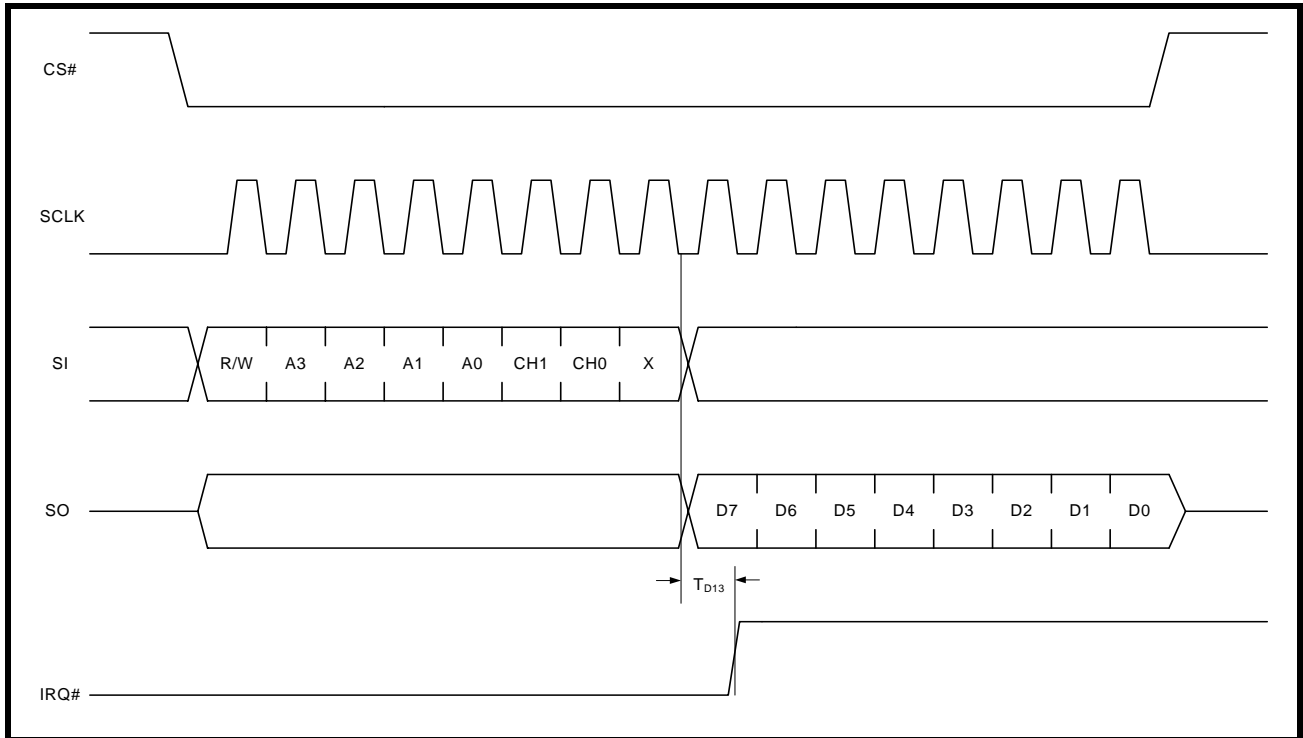 CS#
SCLK
SI
R/W A3 A2 A1 A0 CH1 CH0 X
SO
D7 D6 D5 D4 D3 D2 D1 D0
TD13
IRQ#